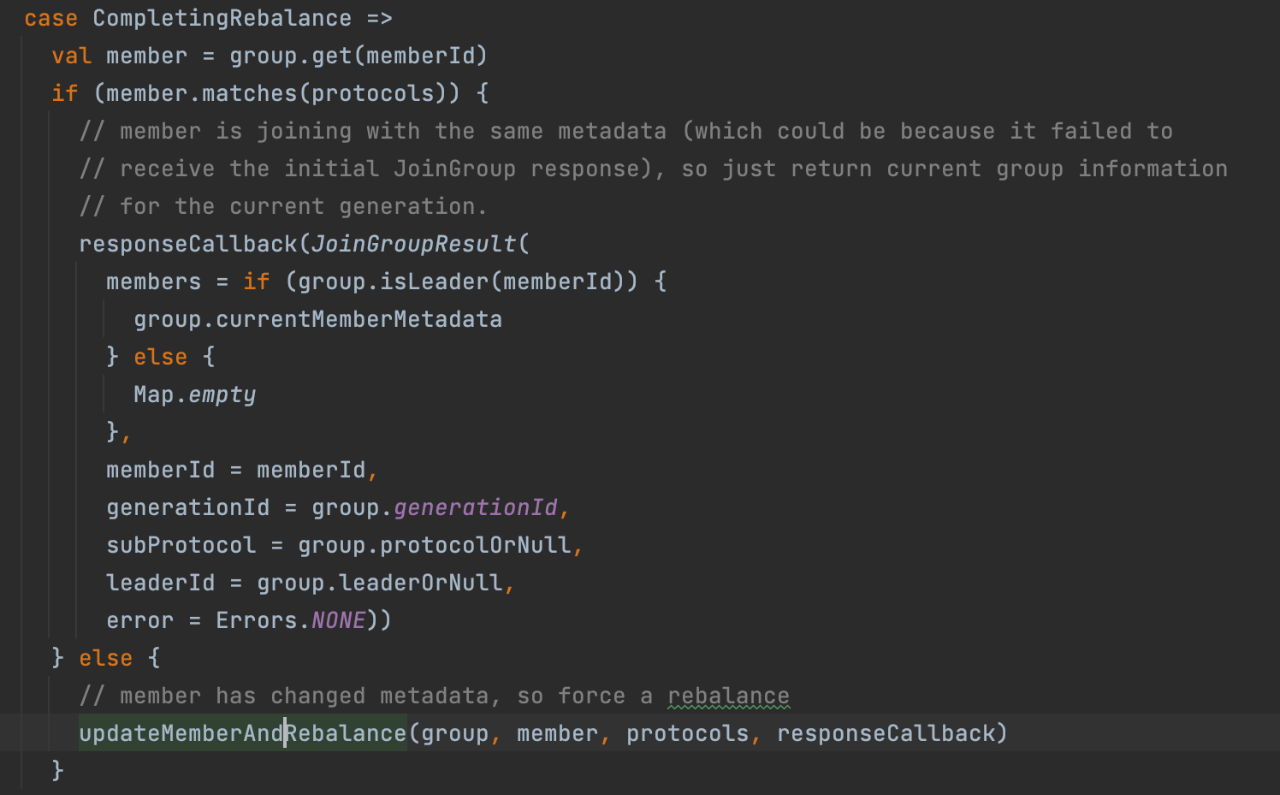 case CompletingRebalance =>
val member = group.get(memberId)
if (member.matches(protocols)) {
// member is joining with the same metadata (which could be because it failed to
// receive the initial JoinGroup response), so just return current group information
// for the current generation.
responseCallback(JoinGroupResult(
members = if (group.isLeader(memberId)) {
group.currentMemberMetadata
} else {
Map.empty
},
memberId = memberId,
generationId = group.generationId,
subProtocol = group.protocolOrNull,
leaderId = group.leaderOrNull,
error = Errors.NONE))
} else {
// member has changed metadata, so force a rebalance
updateMemberAndRebalance(group, member, protocols, responseCallback)
}